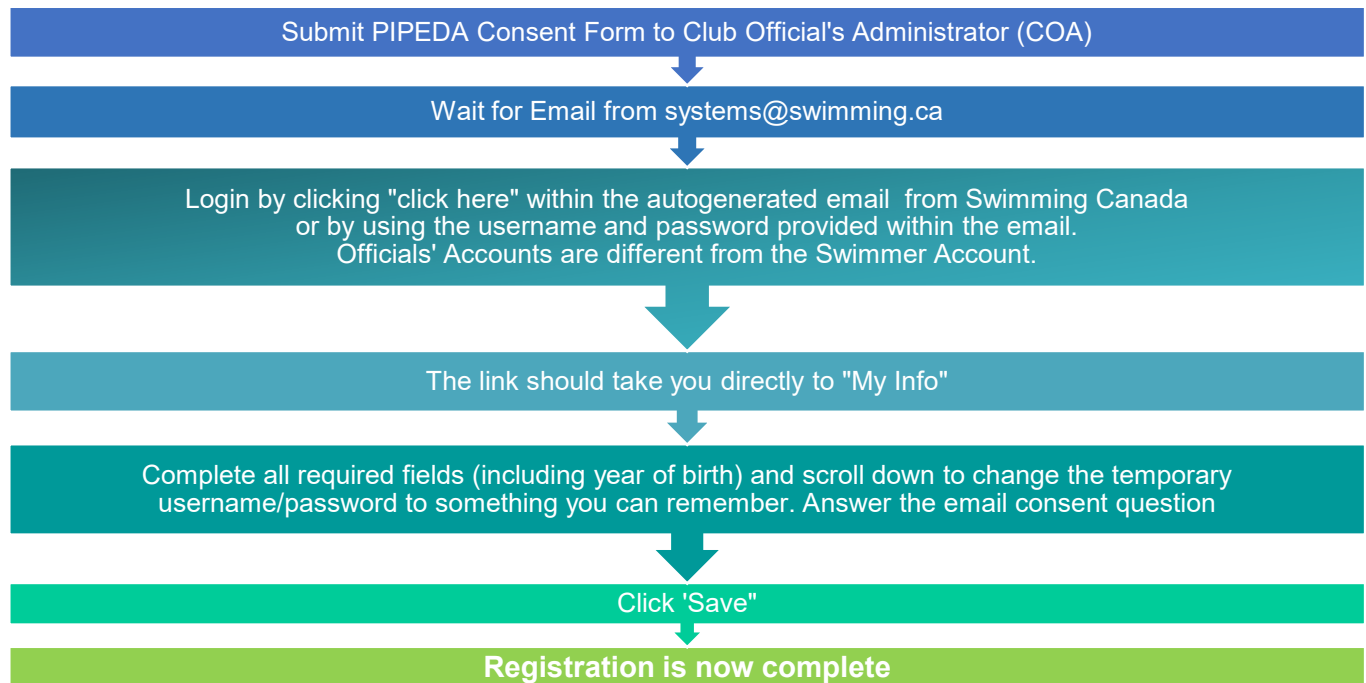 Submit PIPEDA Consent Form to Club Official's Administrator (COA)
Wait for Email from systems@swimming.ca
Login by clicking "click here" within the autogenerated email  from Swimming Canada
or by using the username and password provided within the email.
Officials' Accounts are different from the Swimmer Account.
The link should take you directly to "My Info"
Complete all required fields (including year of birth) and scroll down to change the temporary
username/password to something you can remember. Answer the email consent question
Click 'Save"
Registration is now complete